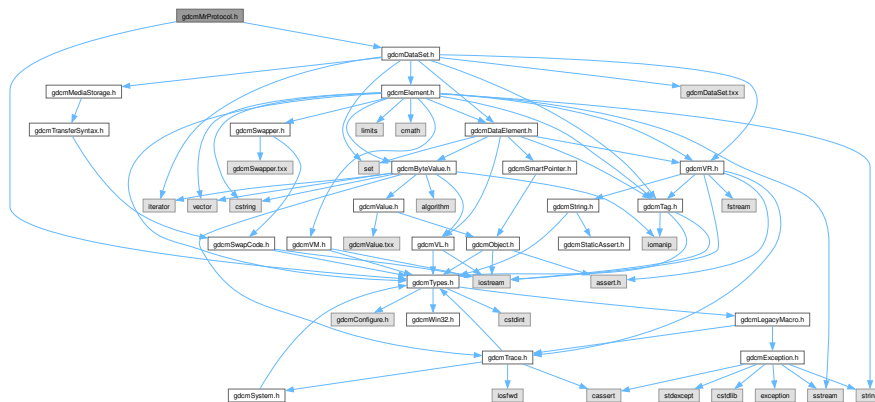 gdcmMrProtocol.h
gdcmDataSet.h
gdcmMediaStorage.h
gdcmElement.h
gdcmDataSet.txx
gdcmTransferSyntax.h
gdcmSwapper.h
limits
cmath
gdcmDataElement.h
gdcmSwapper.txx
set
gdcmByteValue.h
gdcmSmartPointer.h
gdcmVR.h
iterator
vector
cstring
gdcmValue.h
algorithm
gdcmString.h
gdcmTag.h
fstream
gdcmSwapCode.h
gdcmVM.h
gdcmValue.txx
gdcmVL.h
gdcmObject.h
gdcmStaticAssert.h
iomanip
gdcmTypes.h
iostream
assert.h
gdcmConfigure.h
gdcmWin32.h
cstdint
gdcmLegacyMacro.h
gdcmTrace.h
gdcmException.h
gdcmSystem.h
iosfwd
cassert
stdexcept
cstdlib
exception
sstream